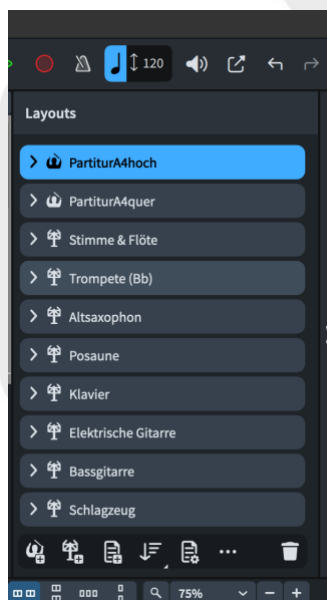 120
Layouts
PartiturA4hoch
PartiturA4quer
Stimme & Flöte
Trompete (Bb)
Altsaxophon
Posaune
Klavier
Elektrische Gitarre
Bassgitarre
Schlagzeug
75%